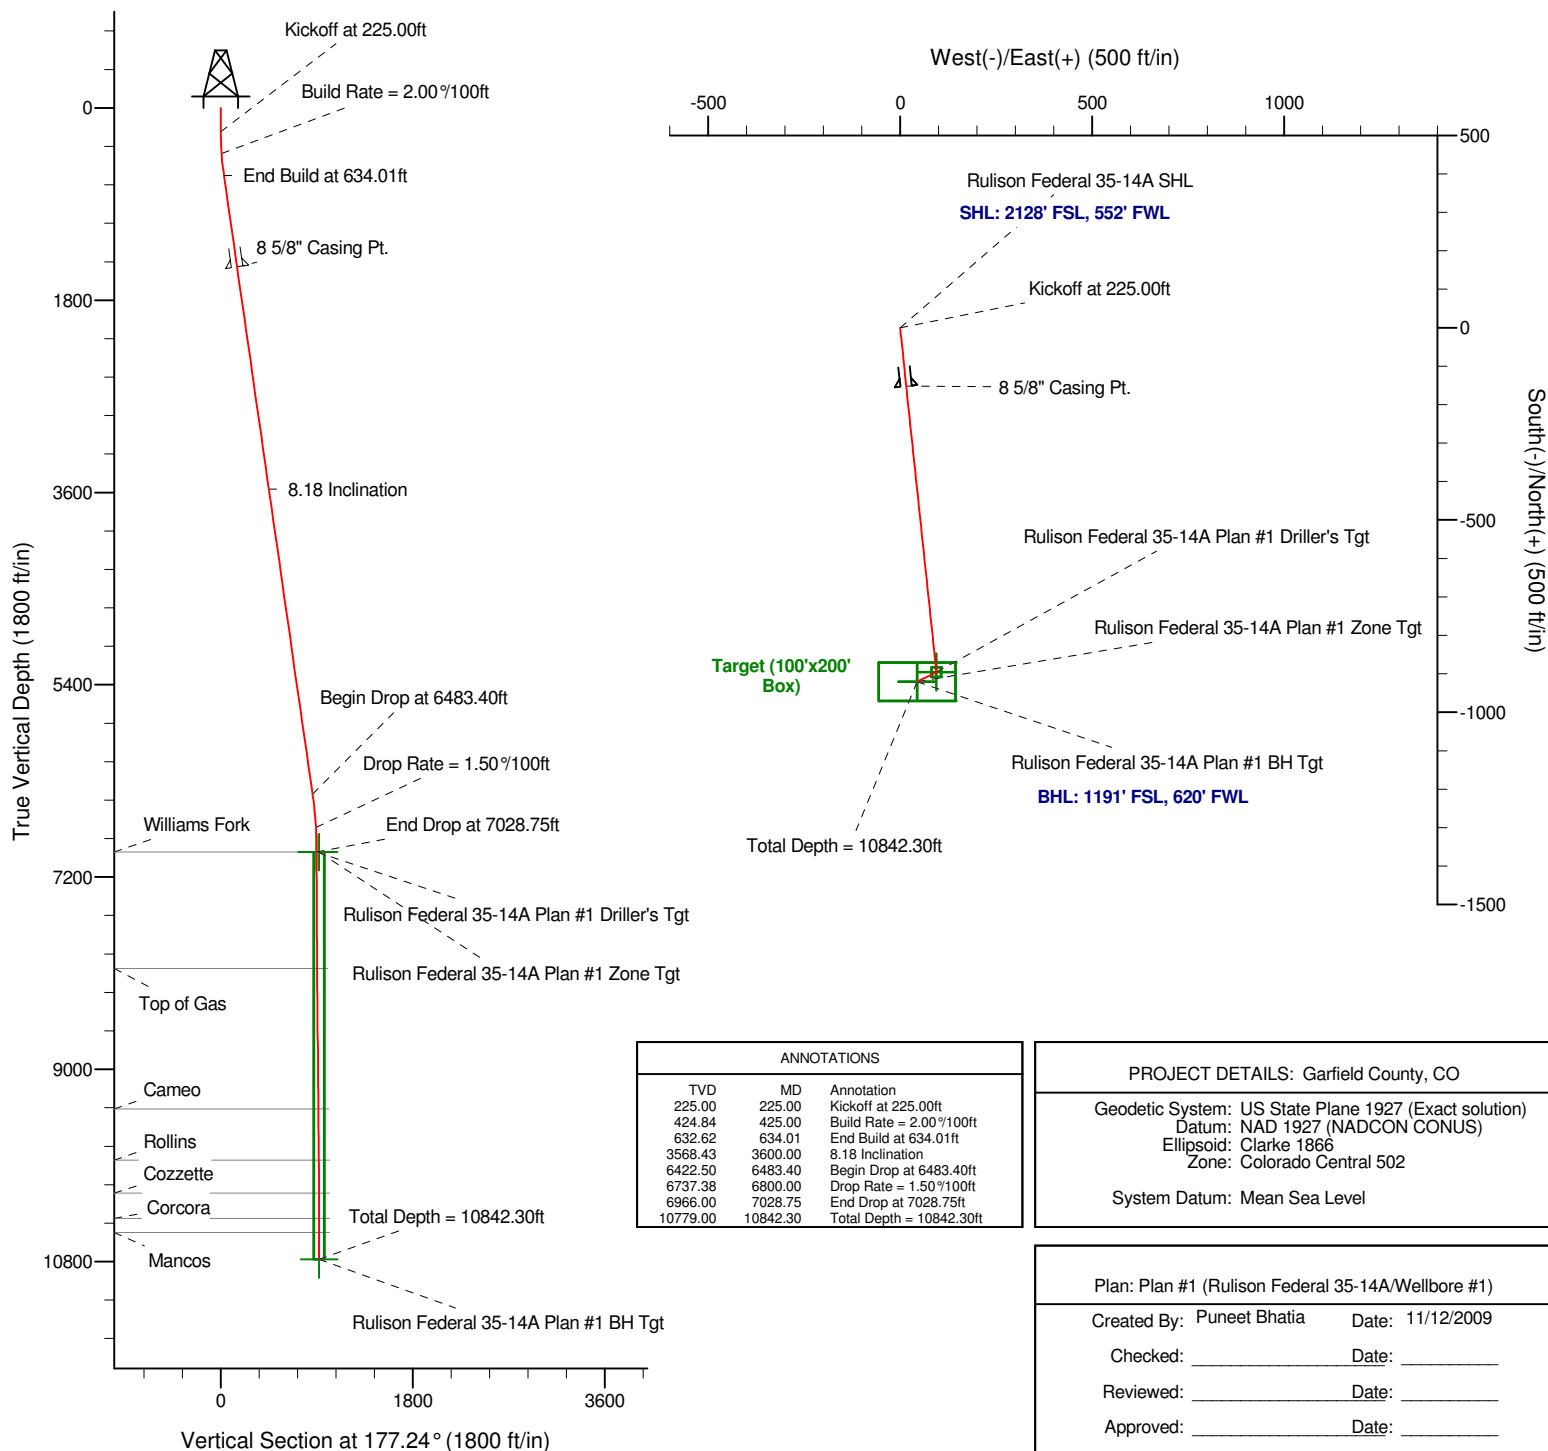 Kickoff at 225.00ft
Build Rate = 2.00°/100ft
0
End Build at 634.01ft
8 5/8" Casing Pt.
1800
3600
8.18 Inclination
True Vertical Depth (1800 ft/in)
5400
Begin Drop at 6483.40ft
Drop Rate = 1.50°/100ft
Williams Fork
End Drop at 7028.75ft
7200
Rulison Federal 35-14A Plan #1 Driller's Tgt
Rulison Federal 35-14A Plan #1 Zone Tgt
Top of Gas
9000
Cameo
Rollins
Cozzette
Corcora
Total Depth = 10842.30ft
10800
Mancos
Rulison Federal 35-14A Plan #1 BH Tgt
0 1800 3600
Vertical Section at 177.24° (1800 ft/in)
West(-)/East(+) (500 ft/in)
-500 0 500 1000
500
Rulison Federal 35-14A SHL
SHL: 2128' FSL, 552' FWL
Kickoff at 225.00ft
0
8 5/8" Casing Pt.
South(-)/North(+) (500 ft/in)
-500
Rulison Federal 35-14A Plan #1 Driller's Tgt
Rulison Federal 35-14A Plan #1 Zone Tgt
Target (100'x200'
Box)
-1000
Rulison Federal 35-14A Plan #1 BH Tgt
BHL: 1191' FSL, 620' FWL
Total Depth = 10842.30ft
-1500
ANNOTATIONS
TVD MD Annotation
225.00 225.00 Kickoff at 225.00ft
424.84 425.00 Build Rate = 2.00°/100ft
632.62 634.01 End Build at 634.01ft
3568.43 3600.00 8.18 Inclination
6422.50 6483.40 Begin Drop at 6483.40ft
6737.38 6800.00 Drop Rate = 1.50°/100ft
6966.00 7028.75 End Drop at 7028.75ft
10779.00 10842.30 Total Depth = 10842.30ft
PROJECT DETAILS: Garfield County, CO
Geodetic System: US State Plane 1927 (Exact solution)
Datum: NAD 1927 (NADCON CONUS)
Ellipsoid: Clarke 1866
Zone: Colorado Central 502
System Datum: Mean Sea Level
Plan: Plan #1 (Rulison Federal 35-14A/Wellbore #1)
Created By: Puneet Bhatia Date: 11/12/2009
Checked: ____________________ Date: __________
Reviewed: ____________________ Date: __________
Approved: ____________________ Date: __________